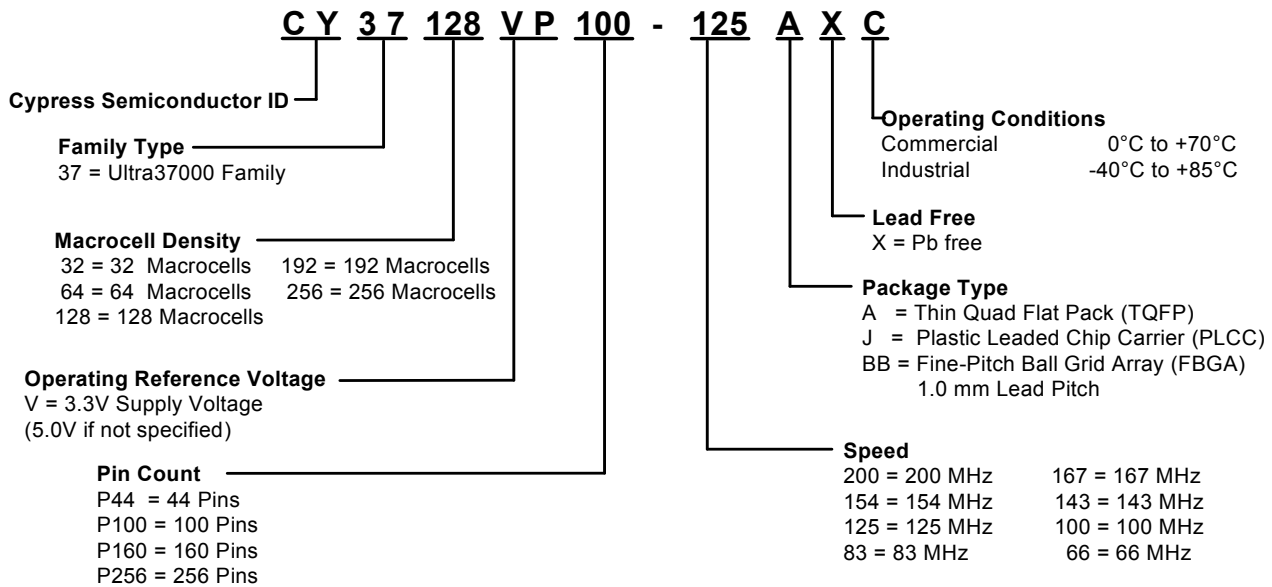 CY 37 128 VP 100 - 125 A X C
Cypress Semiconductor ID
Family Type
37 = Ultra37000 Family
Macrocell Density
32 = 32 Macrocells 192 = 192 Macrocells
64 = 64 Macrocells 256 = 256 Macrocells
128 = 128 Macrocells
Operating Reference Voltage
V = 3.3V Supply Voltage
(5.0V if not specified)
Pin Count
P44 = 44 Pins
P100 = 100 Pins
P160 = 160 Pins
P256 = 256 Pins
Operating Conditions
Commercial 0°C to +70°C
Industrial -40°C to +85°C
Lead Free
X = Pb free
Package Type
A = Thin Quad Flat Pack (TQFP)
J = Plastic Leaded Chip Carrier (PLCC)
BB = Fine-Pitch Ball Grid Array (FBGA)
1.0 mm Lead Pitch
Speed
200 = 200 MHz 167 = 167 MHz
154 = 154 MHz 143 = 143 MHz
125 = 125 MHz 100 = 100 MHz
83 = 83 MHz 66 = 66 MHz